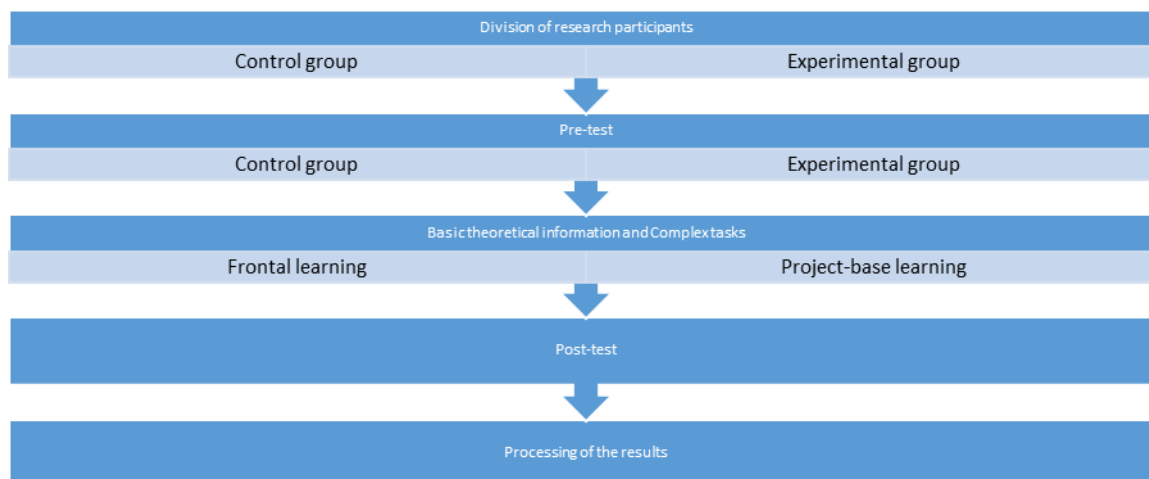 Division of research participants
Control group
Experimental group
Pre-test
Control group
Experimental group
Basic theoretical information and Complex tasks
Frontal learning
Project-base learning
Post-test
Processing of the results